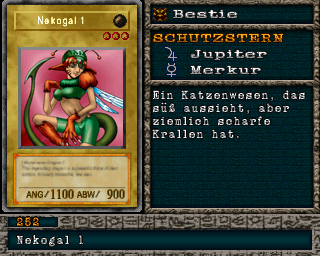 Nekogal 1
ANG/ 1100 ABW/ 900
Bestie
SCHUTZSTERN
Jupiter
Merkur
Ein Katzenwesen, das
süß aussieht, aber
ziemlich scharfe
Krallen hat.
252
Nekogal 1